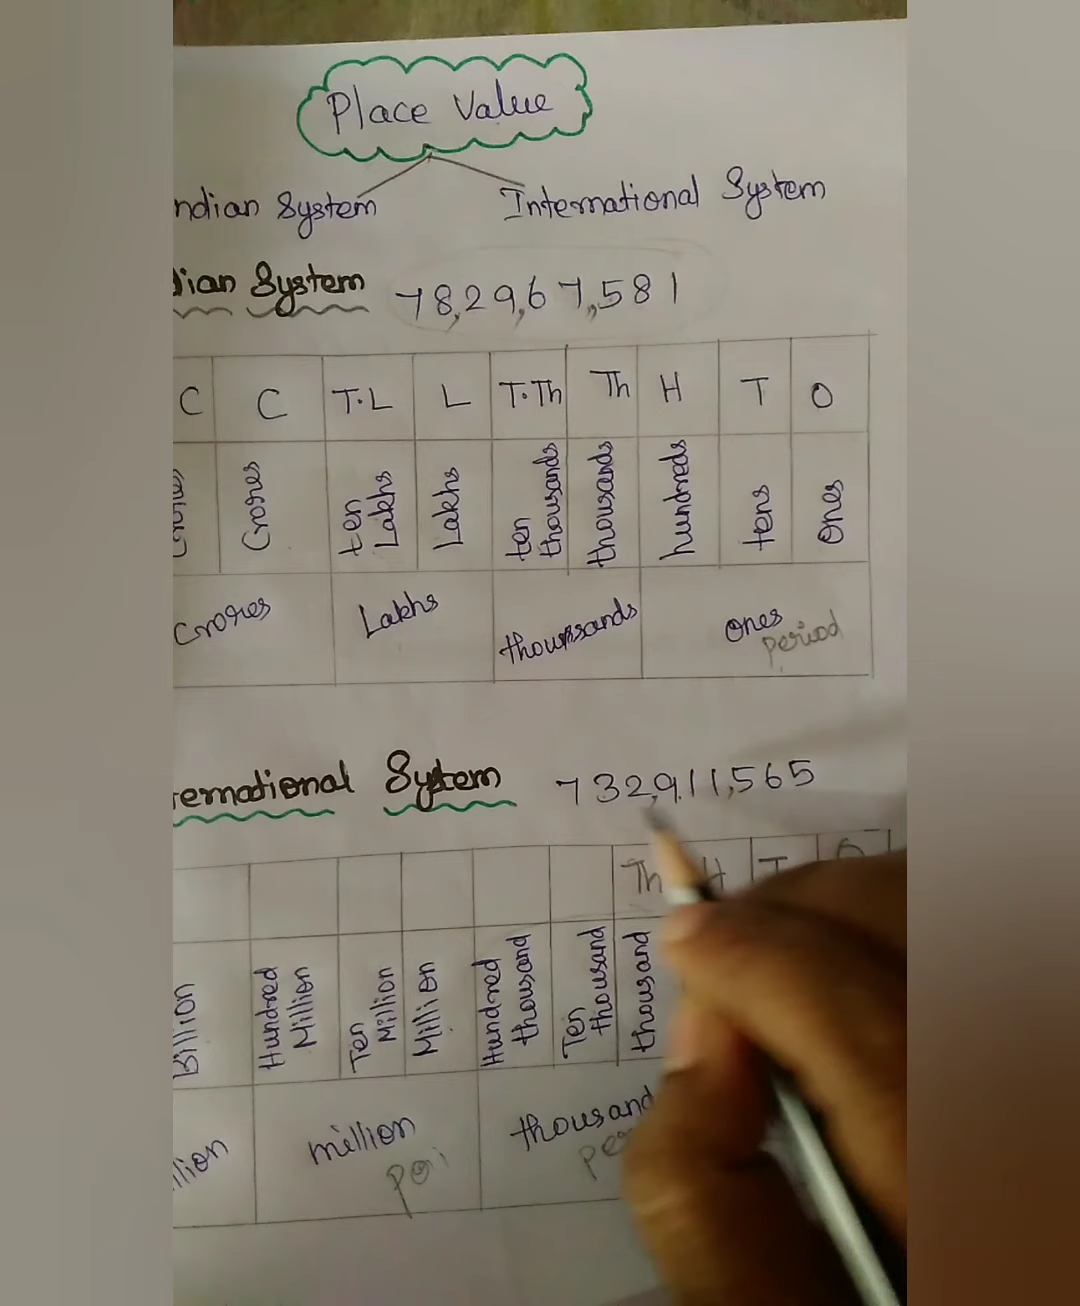 Place Value
ndian System International System
dian System 78,29,67,581
C C T.L L T.Th Th H T O
Crores ten Lakhs Lakhs ten thousands thousands hundreds tens ones
Crores Lakhs thousands ones period
ternational System 732,911,565
Th H T
Billion Hundred Million Ten Million Million Hundred thousand Ten thousand thousand
llion million thousand